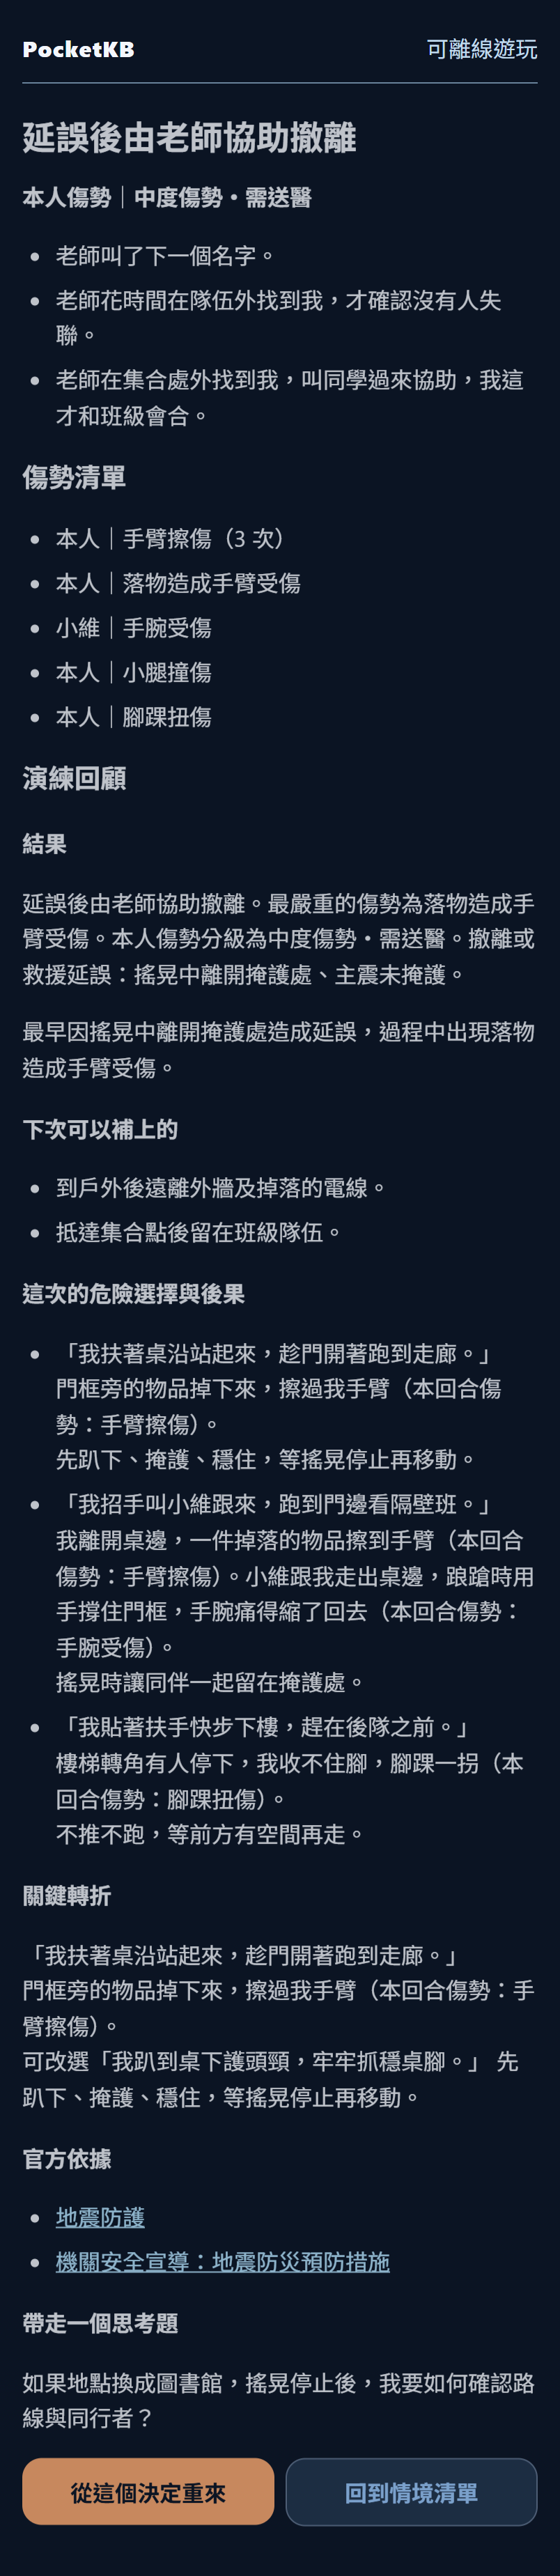 PocketKB
可離線遊玩
延誤後由老師協助撤離
本人傷勢｜中度傷勢・需送醫
老師叫了下一個名字。
老師花時間在隊伍外找到我，才確認沒有人失
聯。
老師在集合處外找到我，叫同學過來協助，我這
才和班級會合。
傷勢清單
本人｜手臂擦傷（3 次）
本人｜落物造成手臂受傷
小維｜手腕受傷
本人｜小腿撞傷
本人｜腳踝扭傷
演練回顧
結果
延誤後由老師協助撤離。最嚴重的傷勢為落物造成手
臂受傷。本人傷勢分級為中度傷勢・需送醫。撤離或
救援延誤：搖晃中離開掩護處、主震未掩護。
最早因搖晃中離開掩護處造成延誤，過程中出現落物
造成手臂受傷。
下次可以補上的
到戶外後遠離外牆及掉落的電線。
抵達集合點後留在班級隊伍。
這次的危險選擇與後果
「我扶著桌沿站起來，趁門開著跑到走廊。」
門框旁的物品掉下來，擦過我手臂（本回合傷
勢：手臂擦傷）。
先趴下、掩護、穩住，等搖晃停止再移動。
「我招手叫小維跟來，跑到門邊看隔壁班。」
我離開桌邊，一件掉落的物品擦到手臂（本回合
傷勢：手臂擦傷）。小維跟我走出桌邊，踉蹌時用
手撐住門框，手腕痛得縮了回去（本回合傷勢：
手腕受傷）。
搖晃時讓同伴一起留在掩護處。
「我貼著扶手快步下樓，趕在後隊之前。」
樓梯轉角有人停下，我收不住腳，腳踝一拐（本
回合傷勢：腳踝扭傷）。
不推不跑，等前方有空間再走。
關鍵轉折
「我扶著桌沿站起來，趁門開著跑到走廊。」
門框旁的物品掉下來，擦過我手臂（本回合傷勢：手
臂擦傷）。
可改選「我趴到桌下護頭頸，牢牢抓穩桌腳。」 先
趴下、掩護、穩住，等搖晃停止再移動。
官方依據
地震防護
機關安全宣導：地震防災預防措施
帶走一個思考題
如果地點換成圖書館，搖晃停止後，我要如何確認路
線與同行者？
從這個決定重來
回到情境清單